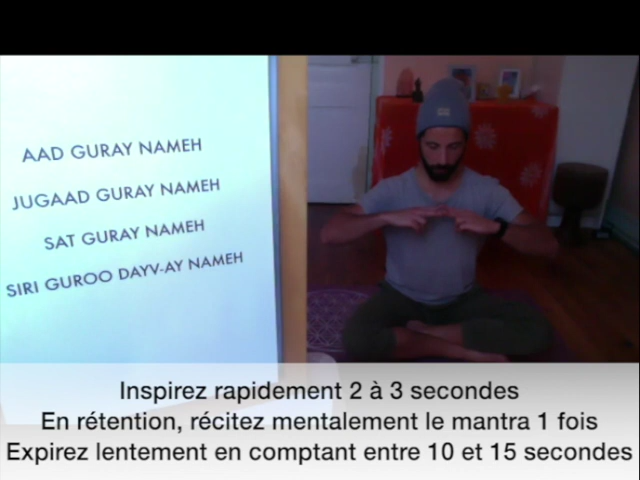 AAD GURAY NAMEH
JUGAAD GURAY NAMEH
SAT GURAY NAMEH
SIRI GUROO DAYV-AY NAMEH
Inspirez rapidement 2 à 3 secondes
En rétention, récitez mentalement le mantra 1 fois
Expirez lentement en comptant entre 10 et 15 secondes